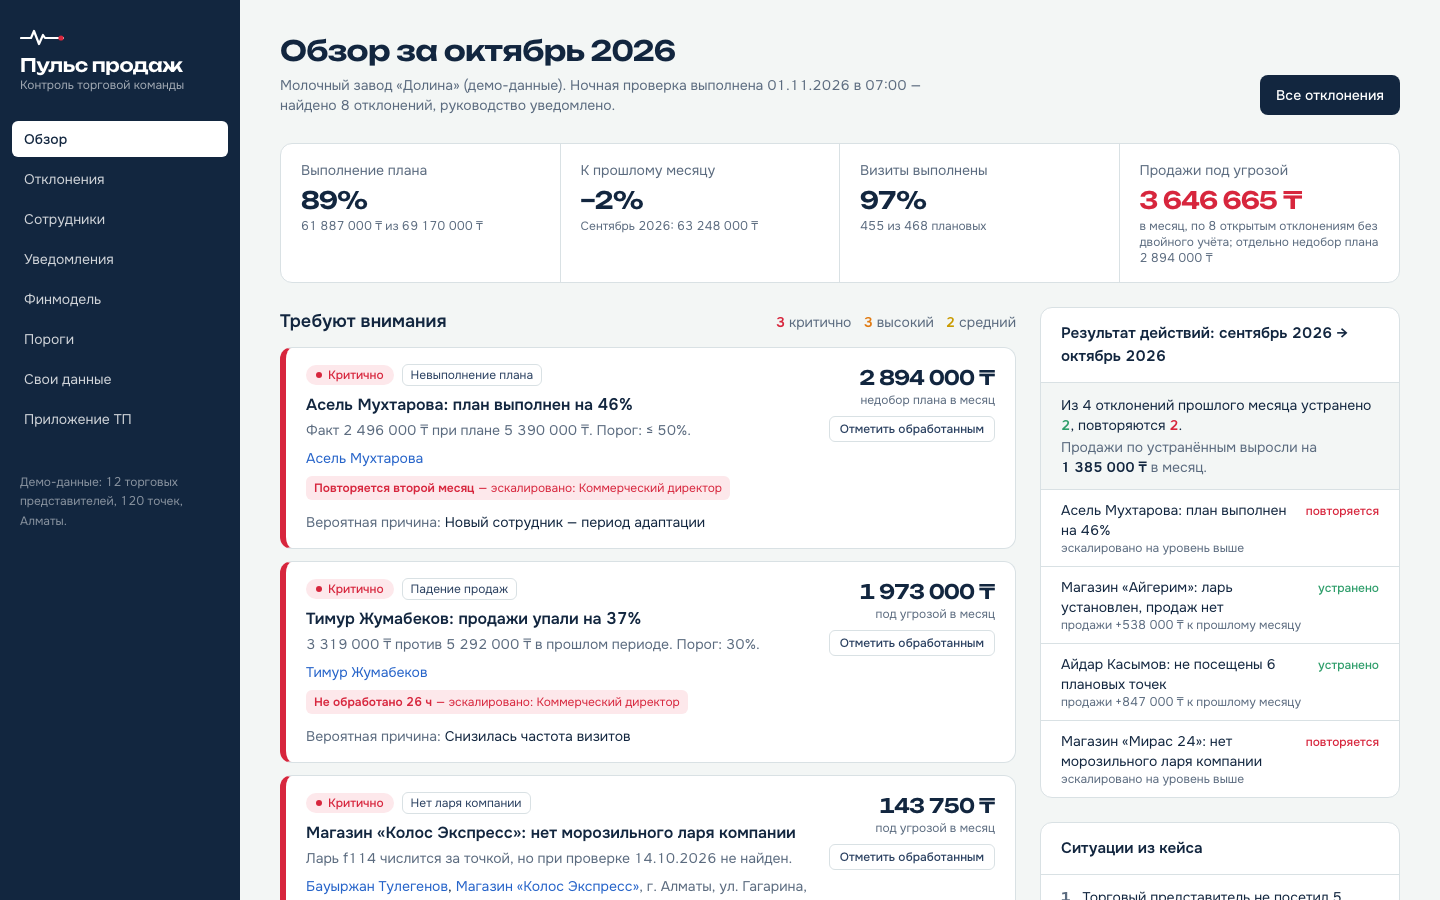 Пульс продаж
Контроль торговой команды
Обзор
Отклонения
Сотрудники
Уведомления
Финмодель
Пороги
Свои данные
Приложение ТП
Демо-данные: 12 торговых
представителей, 120 точек,
Алматы.
Обзор за октябрь 2026
Молочный завод «Долина» (демо-данные). Ночная проверка выполнена 01.11.2026 в 07:00 —
найдено 8 отклонений, руководство уведомлено.
Все отклонения
Выполнение плана
89%
61 887 000 ₸ из 69 170 000 ₸
К прошлому месяцу
−2%
Сентябрь 2026: 63 248 000 ₸
Визиты выполнены
97%
455 из 468 плановых
Продажи под угрозой
3 646 665 ₸
в месяц, по 8 открытым отклонениям без
двойного учёта; отдельно недобор плана
2 894 000 ₸
Требуют внимания
3 критично 3 высокий 2 средний
Критично
Невыполнение плана
Асель Мухтарова: план выполнен на 46%
Факт 2 496 000 ₸ при плане 5 390 000 ₸. Порог: ≤ 50%.
Асель Мухтарова
Повторяется второй месяц — эскалировано: Коммерческий директор
Вероятная причина: Новый сотрудник — период адаптации
2 894 000 ₸
недобор плана в месяц
Отметить обработанным
Критично
Падение продаж
Тимур Жумабеков: продажи упали на 37%
3 319 000 ₸ против 5 292 000 ₸ в прошлом периоде. Порог: 30%.
Тимур Жумабеков
Не обработано 26 ч — эскалировано: Коммерческий директор
Вероятная причина: Снизилась частота визитов
1 973 000 ₸
под угрозой в месяц
Отметить обработанным
Критично
Нет ларя компании
Магазин «Колос Экспресс»: нет морозильного ларя компании
Ларь f114 числится за точкой, но при проверке 14.10.2026 не найден.
Бауыржан Тулегенов, Магазин «Колос Экспресс», г. Алматы, ул. Гагарина,
143 750 ₸
под угрозой в месяц
Отметить обработанным
Результат действий: сентябрь 2026 →
октябрь 2026
Из 4 отклонений прошлого месяца устранено
2, повторяются 2.
Продажи по устранённым выросли на
1 385 000 ₸ в месяц.
Асель Мухтарова: план выполнен
на 46%
повторяется
эскалировано на уровень выше
Магазин «Айгерим»: ларь
установлен, продаж нет
устранено
продажи +538 000 ₸ к прошлому месяцу
Айдар Касымов: не посещены 6
плановых точек
устранено
продажи +847 000 ₸ к прошлому месяцу
Магазин «Мирас 24»: нет
морозильного ларя компании
повторяется
эскалировано на уровень выше
Ситуации из кейса
1 Торговый представитель не посетил 5